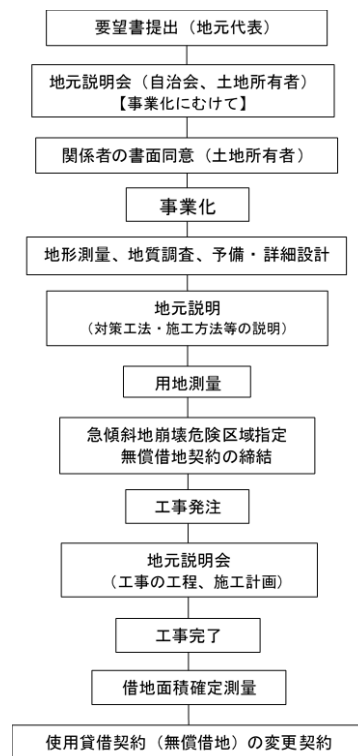 要望書提出（地元代表）
地元説明会（自治会、土地所有者）
【事業化にむけて】
関係者の書面同意（土地所有者）
事業化
地形測量、地質調査、予備・詳細設計
地元説明
（対策工法・施工方法等の説明）
用地測量
急傾斜地崩壊危険区域指定
無償借地契約の締結
工事発注
地元説明会
（工事の工程、施工計画）
工事完了
借地面積確定測量
使用貸借契約（無償借地）の変更契約